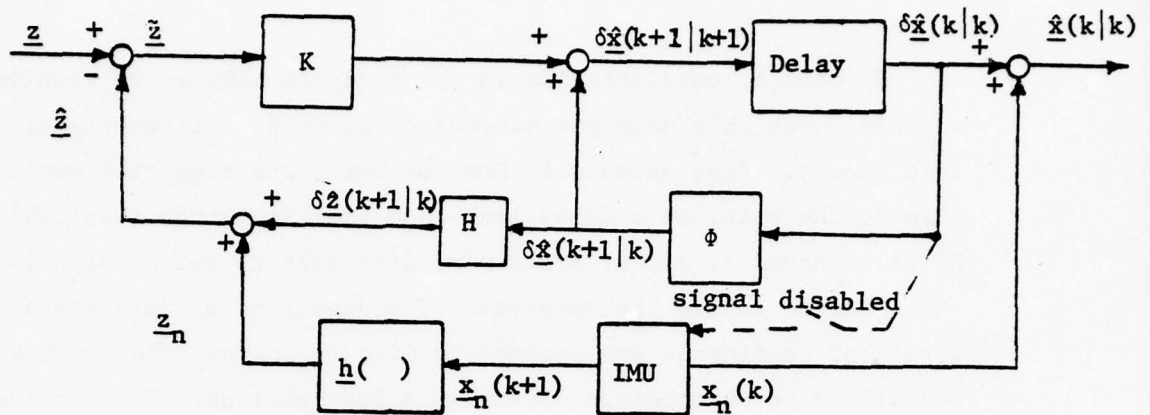 z
z̃
K
δx̂(k+1|k+1)
Delay
δx̂(k|k)
x̂(k|k)
+
-
+
+
+
+
ẑ
+
+
δẑ(k+1|k)
H
δx̂(k+1|k)
Φ
signal disabled
z_n
h( )
x_n(k+1)
IMU
x_n(k)